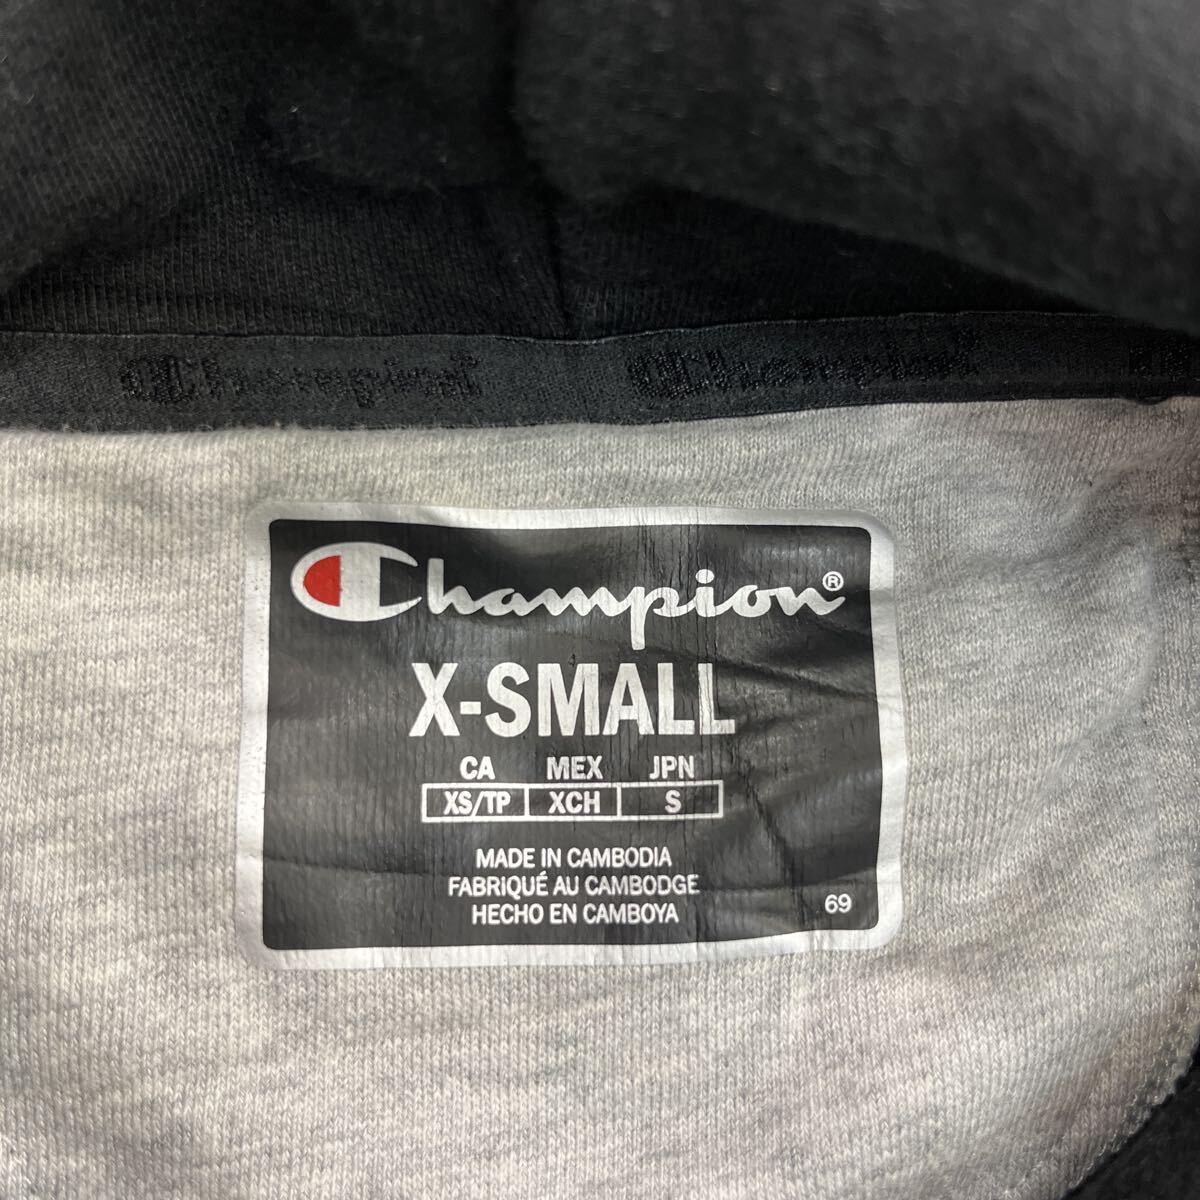 Champion Champion
Champion®
X-SMALL
CA MEX JPN
XS/TP XCH S
MADE IN CAMBODIA
FABRIQUÉ AU CAMBODGE
HECHO EN CAMBOYA
69